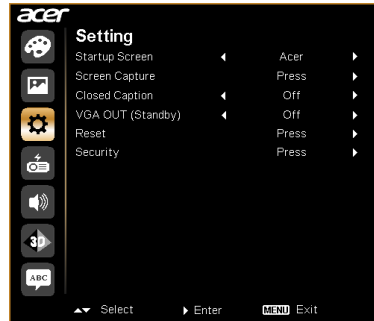 acer
Setting
Startup Screen Acer
Screen Capture Press
Closed Caption Off
VGA OUT (Standby) Off
Reset Press
Security Press
3D
ABC
Select Enter MENU Exit